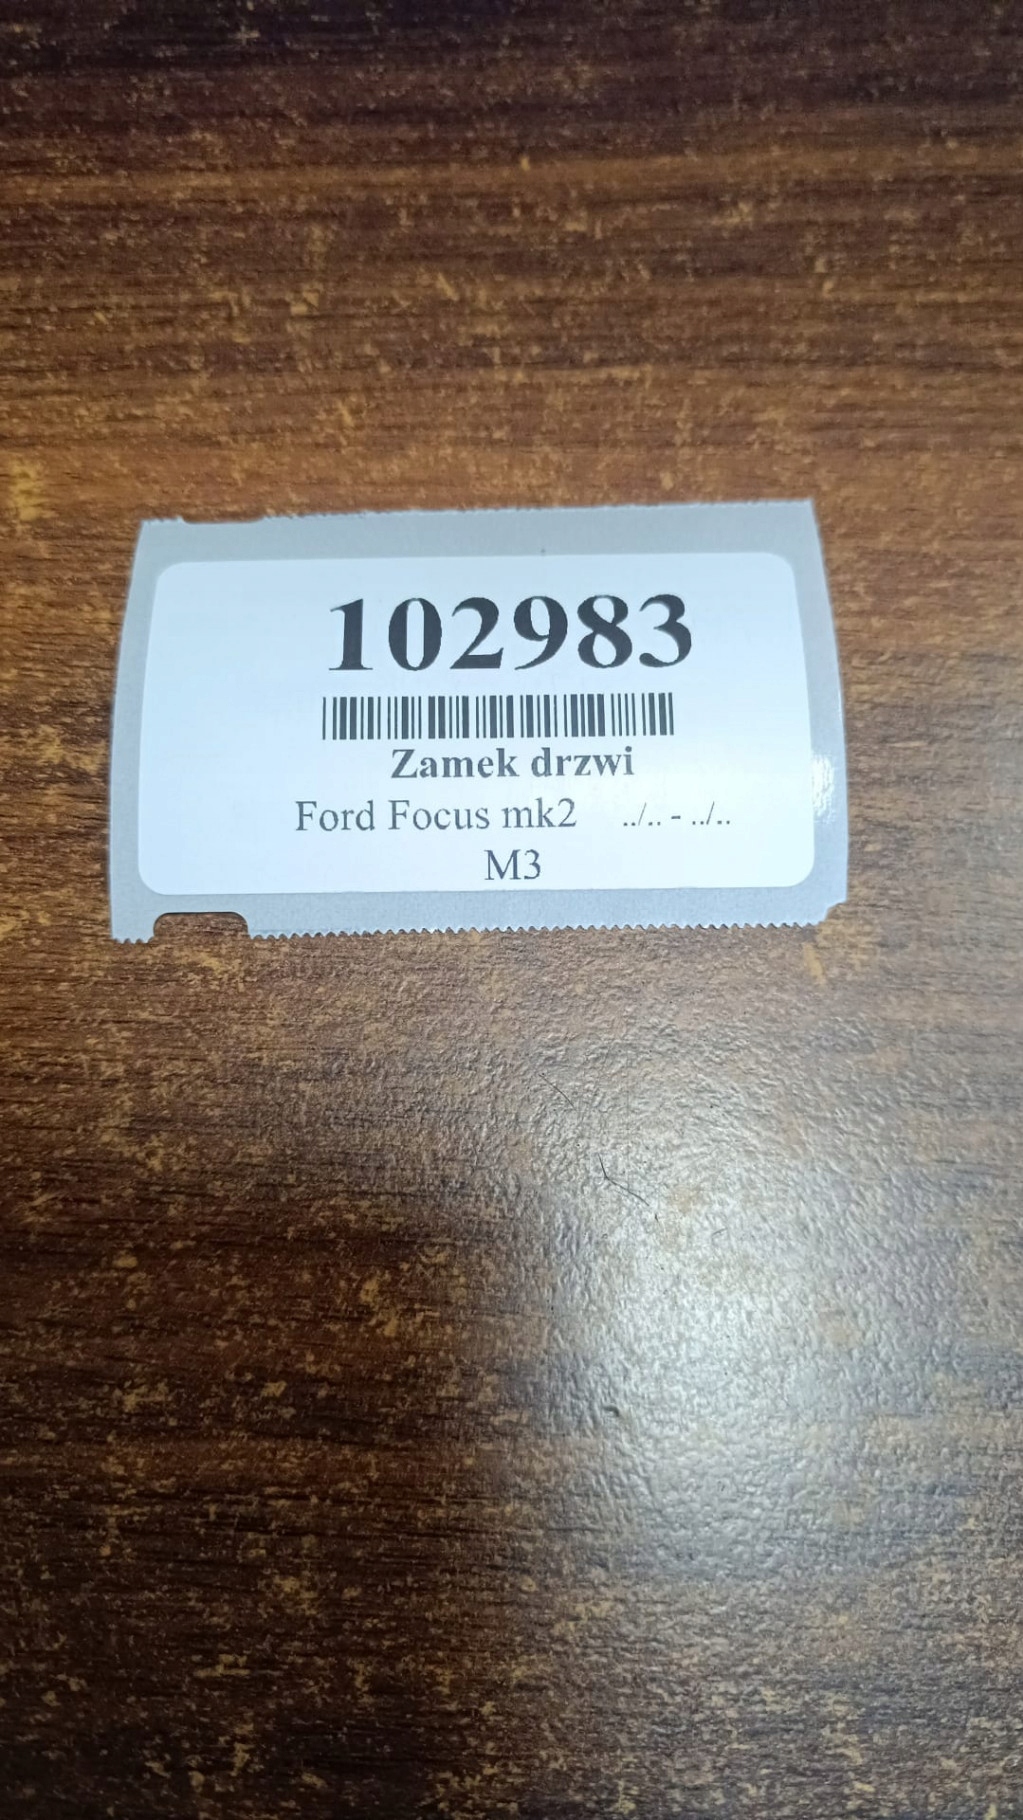 102983
Zamek drzwi
Ford Focus mk2 ../.. - ../..
M3